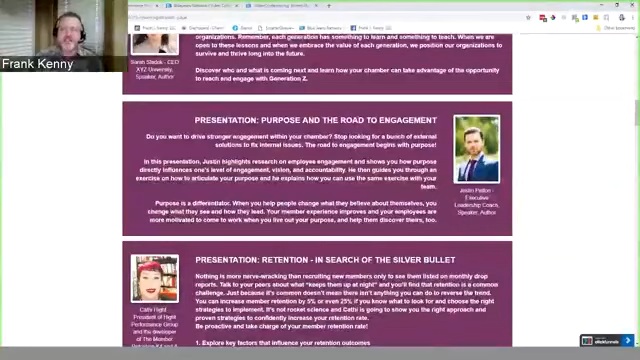 Frank Kenny
organizations. Remember, each generation has something to learn and something to teach. When we are
open to these lessons and when we embrace the value of each generation, we position our organizations to
survive and thrive long into the future.
Sarah Sladek - CEO
XYZ University,
Speaker, Author
Discover who and what is coming next and learn how your chamber can take advantage of the opportunity
to reach and engage with Generation Z.
PRESENTATION: PURPOSE AND THE ROAD TO ENGAGEMENT
Do you want to drive stronger engagement within your chamber? Stop looking for a bunch of external
solutions to fix internal issues. The road to engagement begins with purpose!
In this presentation, Justin highlights research on employee engagement and shows you how purpose
directly influences one's level of engagement, vision, and accountability. He then guides you through an
exercise on how to articulate your purpose and he explains how you can use the same exercise with your
team.
Purpose is a differentiator. When you help people change what they believe about themselves, you
change what they see and how they lead. Your member experience improves and your employees are
more motivated to come to work when you live out your purpose, and help them discover theirs, too.
Justin Patton -
Executive
Leadership Coach,
Speaker, Author
PRESENTATION: RETENTION - IN SEARCH OF THE SILVER BULLET
Nothing is more nerve-wracking than recruiting new members only to see them listed on monthly drop
reports. Talk to your peers about what "keeps them up at night" and you'll find that retention is a common
challenge. Just because it's common doesn't mean there isn't anything you can do to reverse the trend.
You can increase member retention by 5% or even 25% if you know what to look for and choose the right
strategies to implement. It's not rocket science and Cathi is going to show you the right approach and
proven strategies to confidently increase your retention rate.
Be proactive and take charge of your member retention rate!
1. Explore key factors that influence your retention outcomes
Cathi Hight
President of Hight
Performance Group
and the developer
of The Member